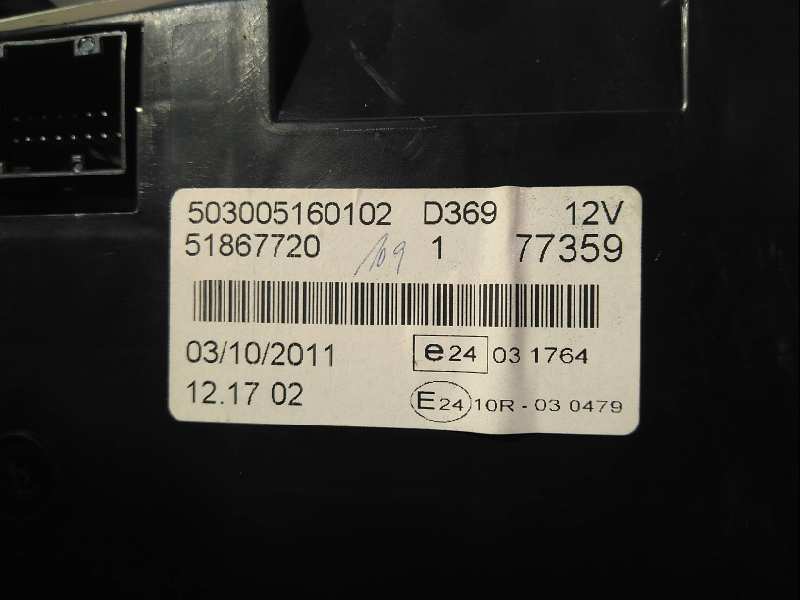 503005160102 D369 12V
51867720 109 1 77359
03/10/2011 e24 03 1764
12.17 02 E24 10R - 03 0479